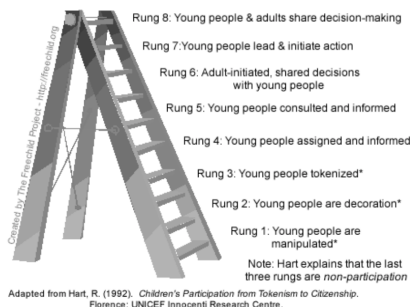 Rung 8: Young people & adults share decision-making
Rung 7:Young people lead & initiate action
Rung 6: Adult-initiated, shared decisions
with young people
Rung 5: Young people consulted and informed
Rung 4: Young people assigned and informed
Rung 3: Young people tokenized*
Rung 2: Young people are decoration*
Rung 1: Young people are
manipulated*
Note: Hart explains that the last
three rungs are non-participation
Created by The Freechild Project - http://freechild.org
Adapted from Hart, R. (1992). Children's Participation from Tokenism to Citizenship.
Florence: UNICEF Innocenti Research Centre.